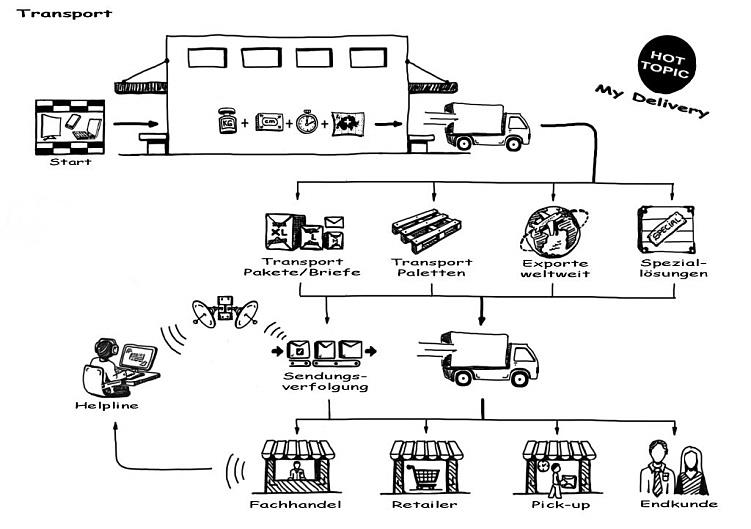 Transport
HOT
TOPIC
My Delivery
KG + cm + +
Start
Transport
Pakete/Briefe
Transport
Paletten
Exporte
weltweit
Spezial-
lösungen
XL
L
SPECIAL
Sendungs-
verfolgung
Helpline
Fachhandel
Retailer
Pick-up
Endkunde